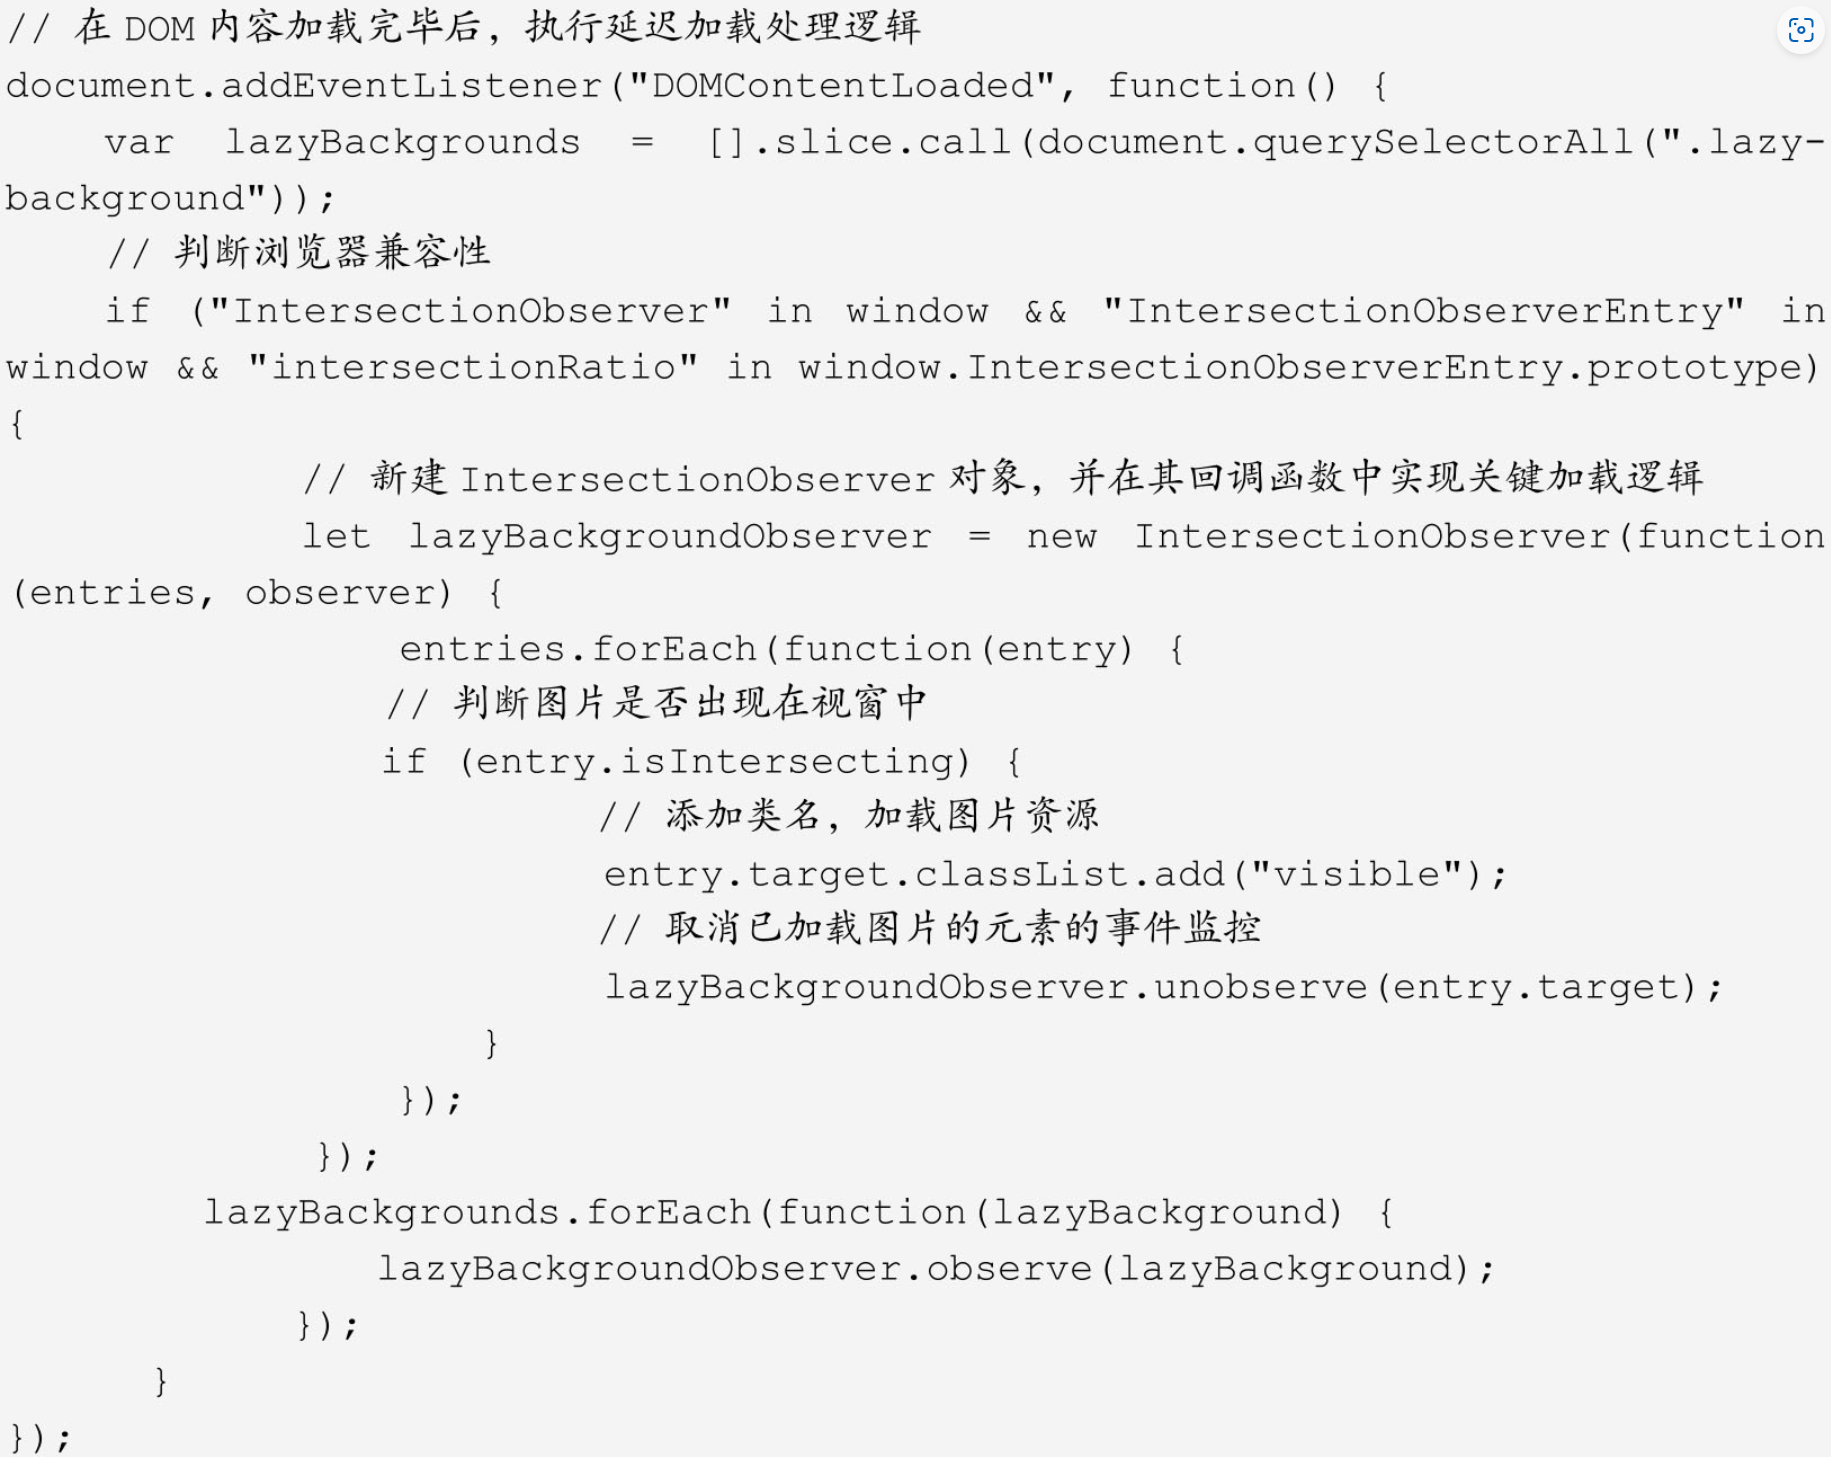 // 在 DOM 内容加载完毕后，执行延迟加载处理逻辑
document.addEventListener("DOMContentLoaded", function() {
var lazyBackgrounds = [].slice.call(document.querySelectorAll(".lazy-
background"));
// 判断浏览器兼容性
if ("IntersectionObserver" in window && "IntersectionObserverEntry" in
window && "intersectionRatio" in window.IntersectionObserverEntry.prototype)
{
// 新建 IntersectionObserver 对象，并在其回调函数中实现关键加载逻辑
let lazyBackgroundObserver = new IntersectionObserver(function
(entries, observer) {
entries.forEach(function(entry) {
// 判断图片是否出现在视窗中
if (entry.isIntersecting) {
// 添加类名，加载图片资源
entry.target.classList.add("visible");
// 取消已加载图片的元素的事件监控
lazyBackgroundObserver.unobserve(entry.target);
}
});
});
lazyBackgrounds.forEach(function(lazyBackground) {
lazyBackgroundObserver.observe(lazyBackground);
});
}
});